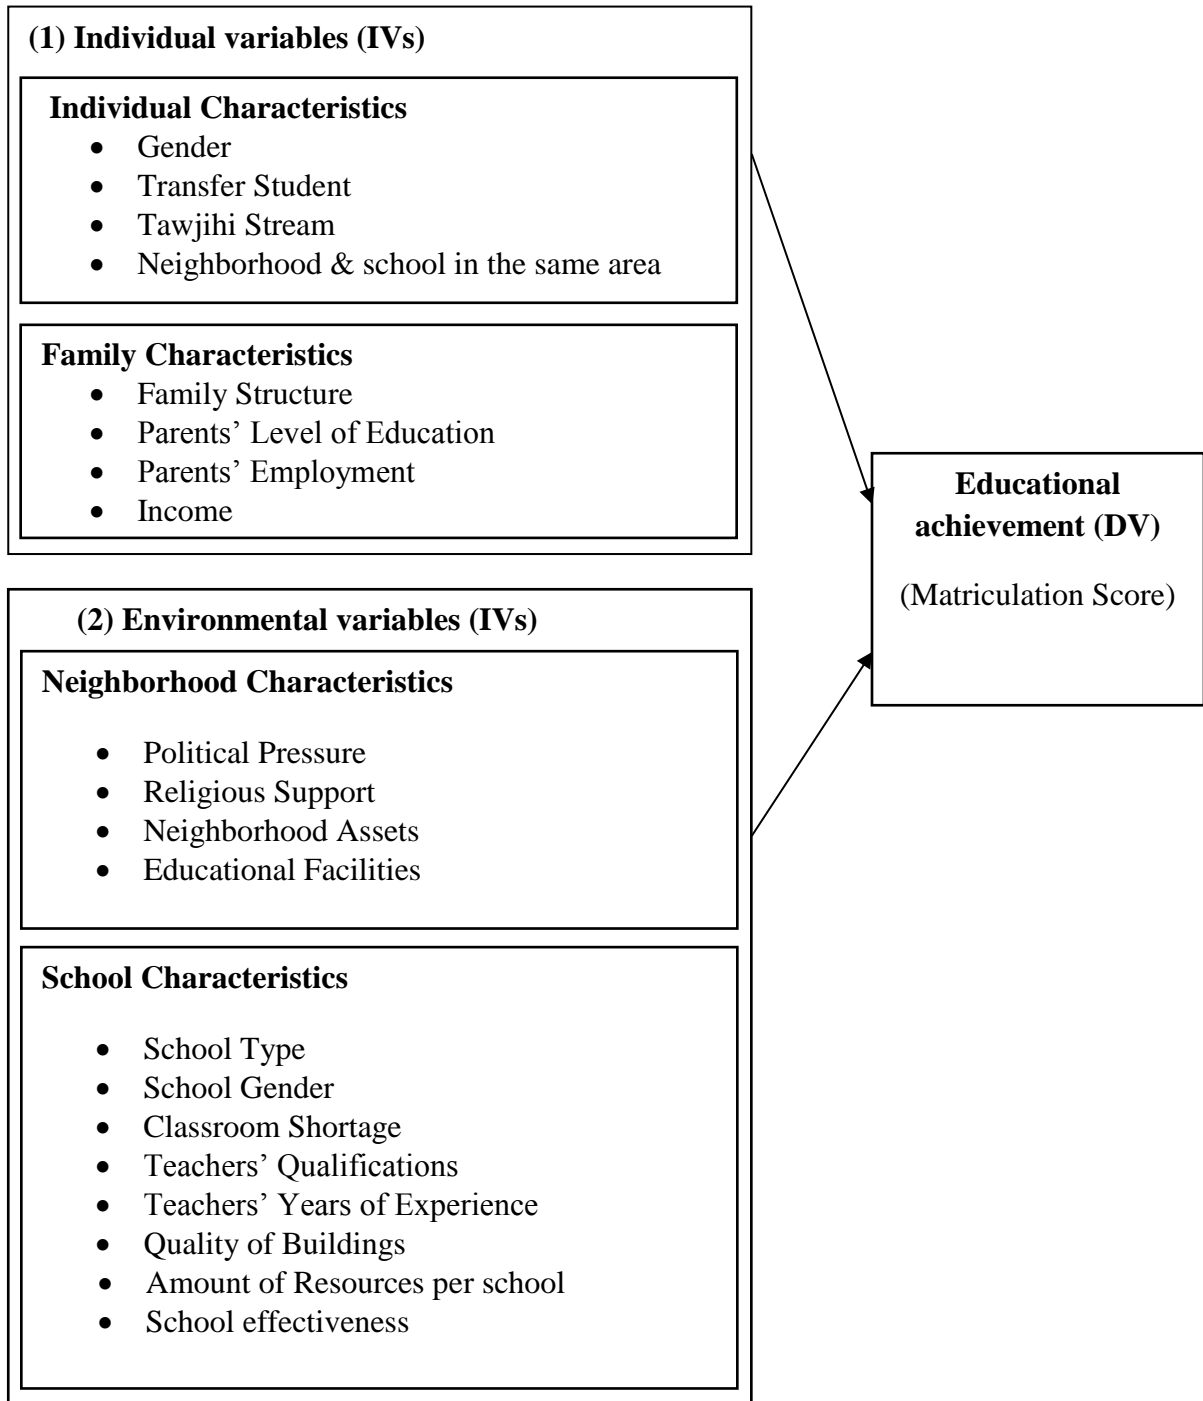 (1) Individual variables (IVs)
Individual Characteristics
• Gender
• Transfer Student
• Tawjihi Stream
• Neighborhood & school in the same area
Family Characteristics
• Family Structure
• Parents’ Level of Education
• Parents’ Employment
• Income
(2) Environmental variables (IVs)
Neighborhood Characteristics
• Political Pressure
• Religious Support
• Neighborhood Assets
• Educational Facilities
School Characteristics
• School Type
• School Gender
• Classroom Shortage
• Teachers’ Qualifications
• Teachers’ Years of Experience
• Quality of Buildings
• Amount of Resources per school
• School effectiveness
Educational
achievement (DV)
(Matriculation Score)